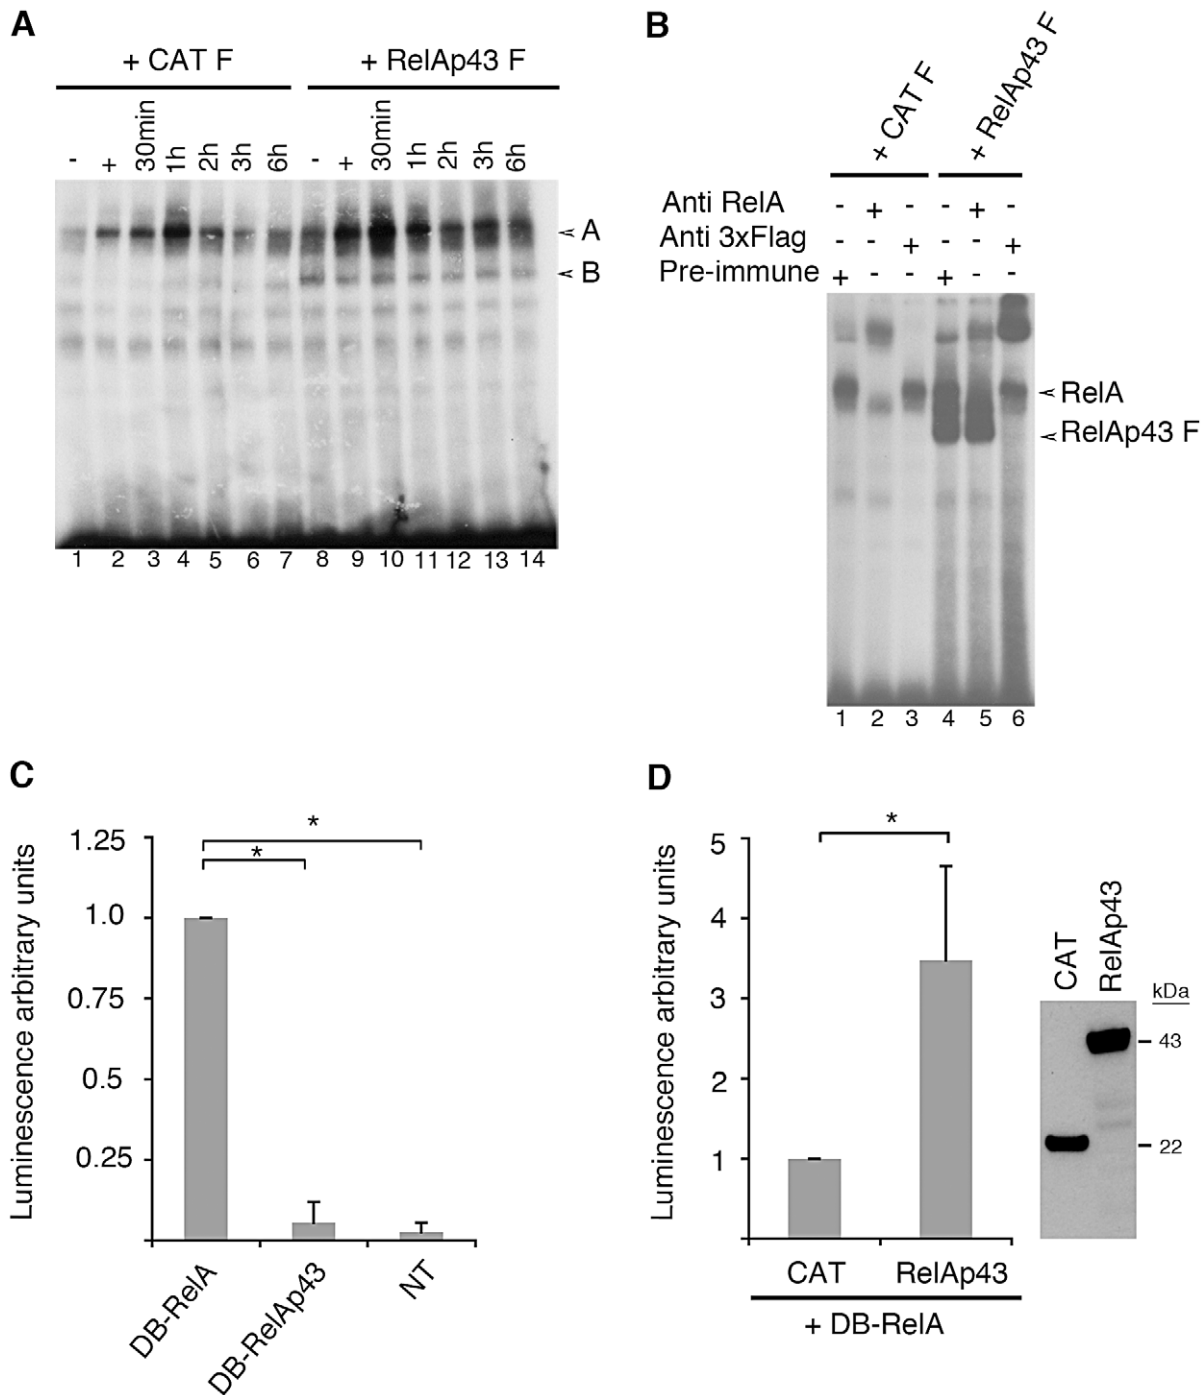 A
+ CAT F
+ RelAp43 F
- + 30min 1h 2h 3h 6h - + 30min 1h 2h 3h 6h
A
B
1 2 3 4 5 6 7 8 9 10 11 12 13 14
B
+ CAT F
+ RelAp43 F
Anti RelA - + - - + -
Anti 3xFlag - - + - - +
Pre-immune + - - + - -
RelA
RelAp43 F
1 2 3 4 5 6
C
Luminescence arbitrary units
1.25
1.0
0.75
0.5
0.25
*
*
DB-RelA
DB-RelAp43
NT
D
Luminescence arbitrary units
5
4
3
2
1
*
CAT
RelAp43
+ DB-RelA
CAT
RelAp43
kDa
43
22